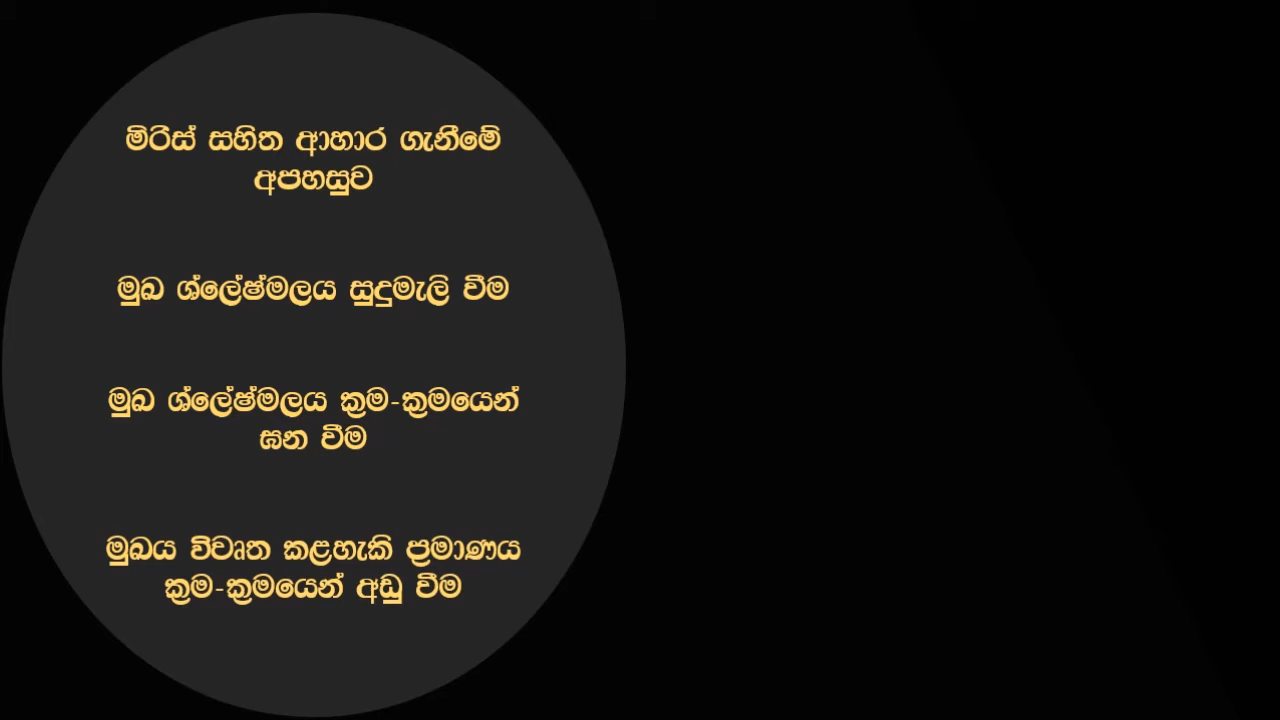 මිරිස් සහිත ආහාර ගැනීමේ
අපහසුව
මුඛ ශ්ලේෂ්මලය සුදුමැලි වීම
මුඛ ශ්ලේෂ්මලය ක්‍රම-ක්‍රමයෙන්
ඝන වීම
මුඛය විවෘත කළහැකි ප්‍රමාණය
ක්‍රම-ක්‍රමයෙන් අඩු වීම